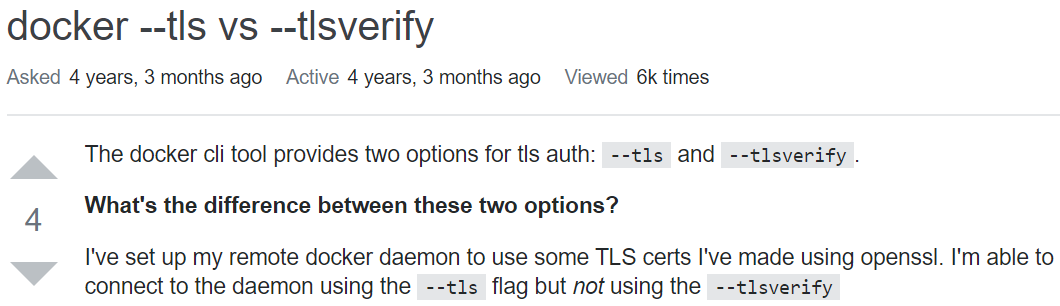 docker --tls vs --tlsverify
Asked 4 years, 3 months ago Active 4 years, 3 months ago Viewed 6k times
The docker cli tool provides two options for tls auth: --tls and --tlsverify .
4
What's the difference between these two options?
I've set up my remote docker daemon to use some TLS certs I've made using openssl. I'm able to
connect to the daemon using the --tls flag but not using the --tlsverify